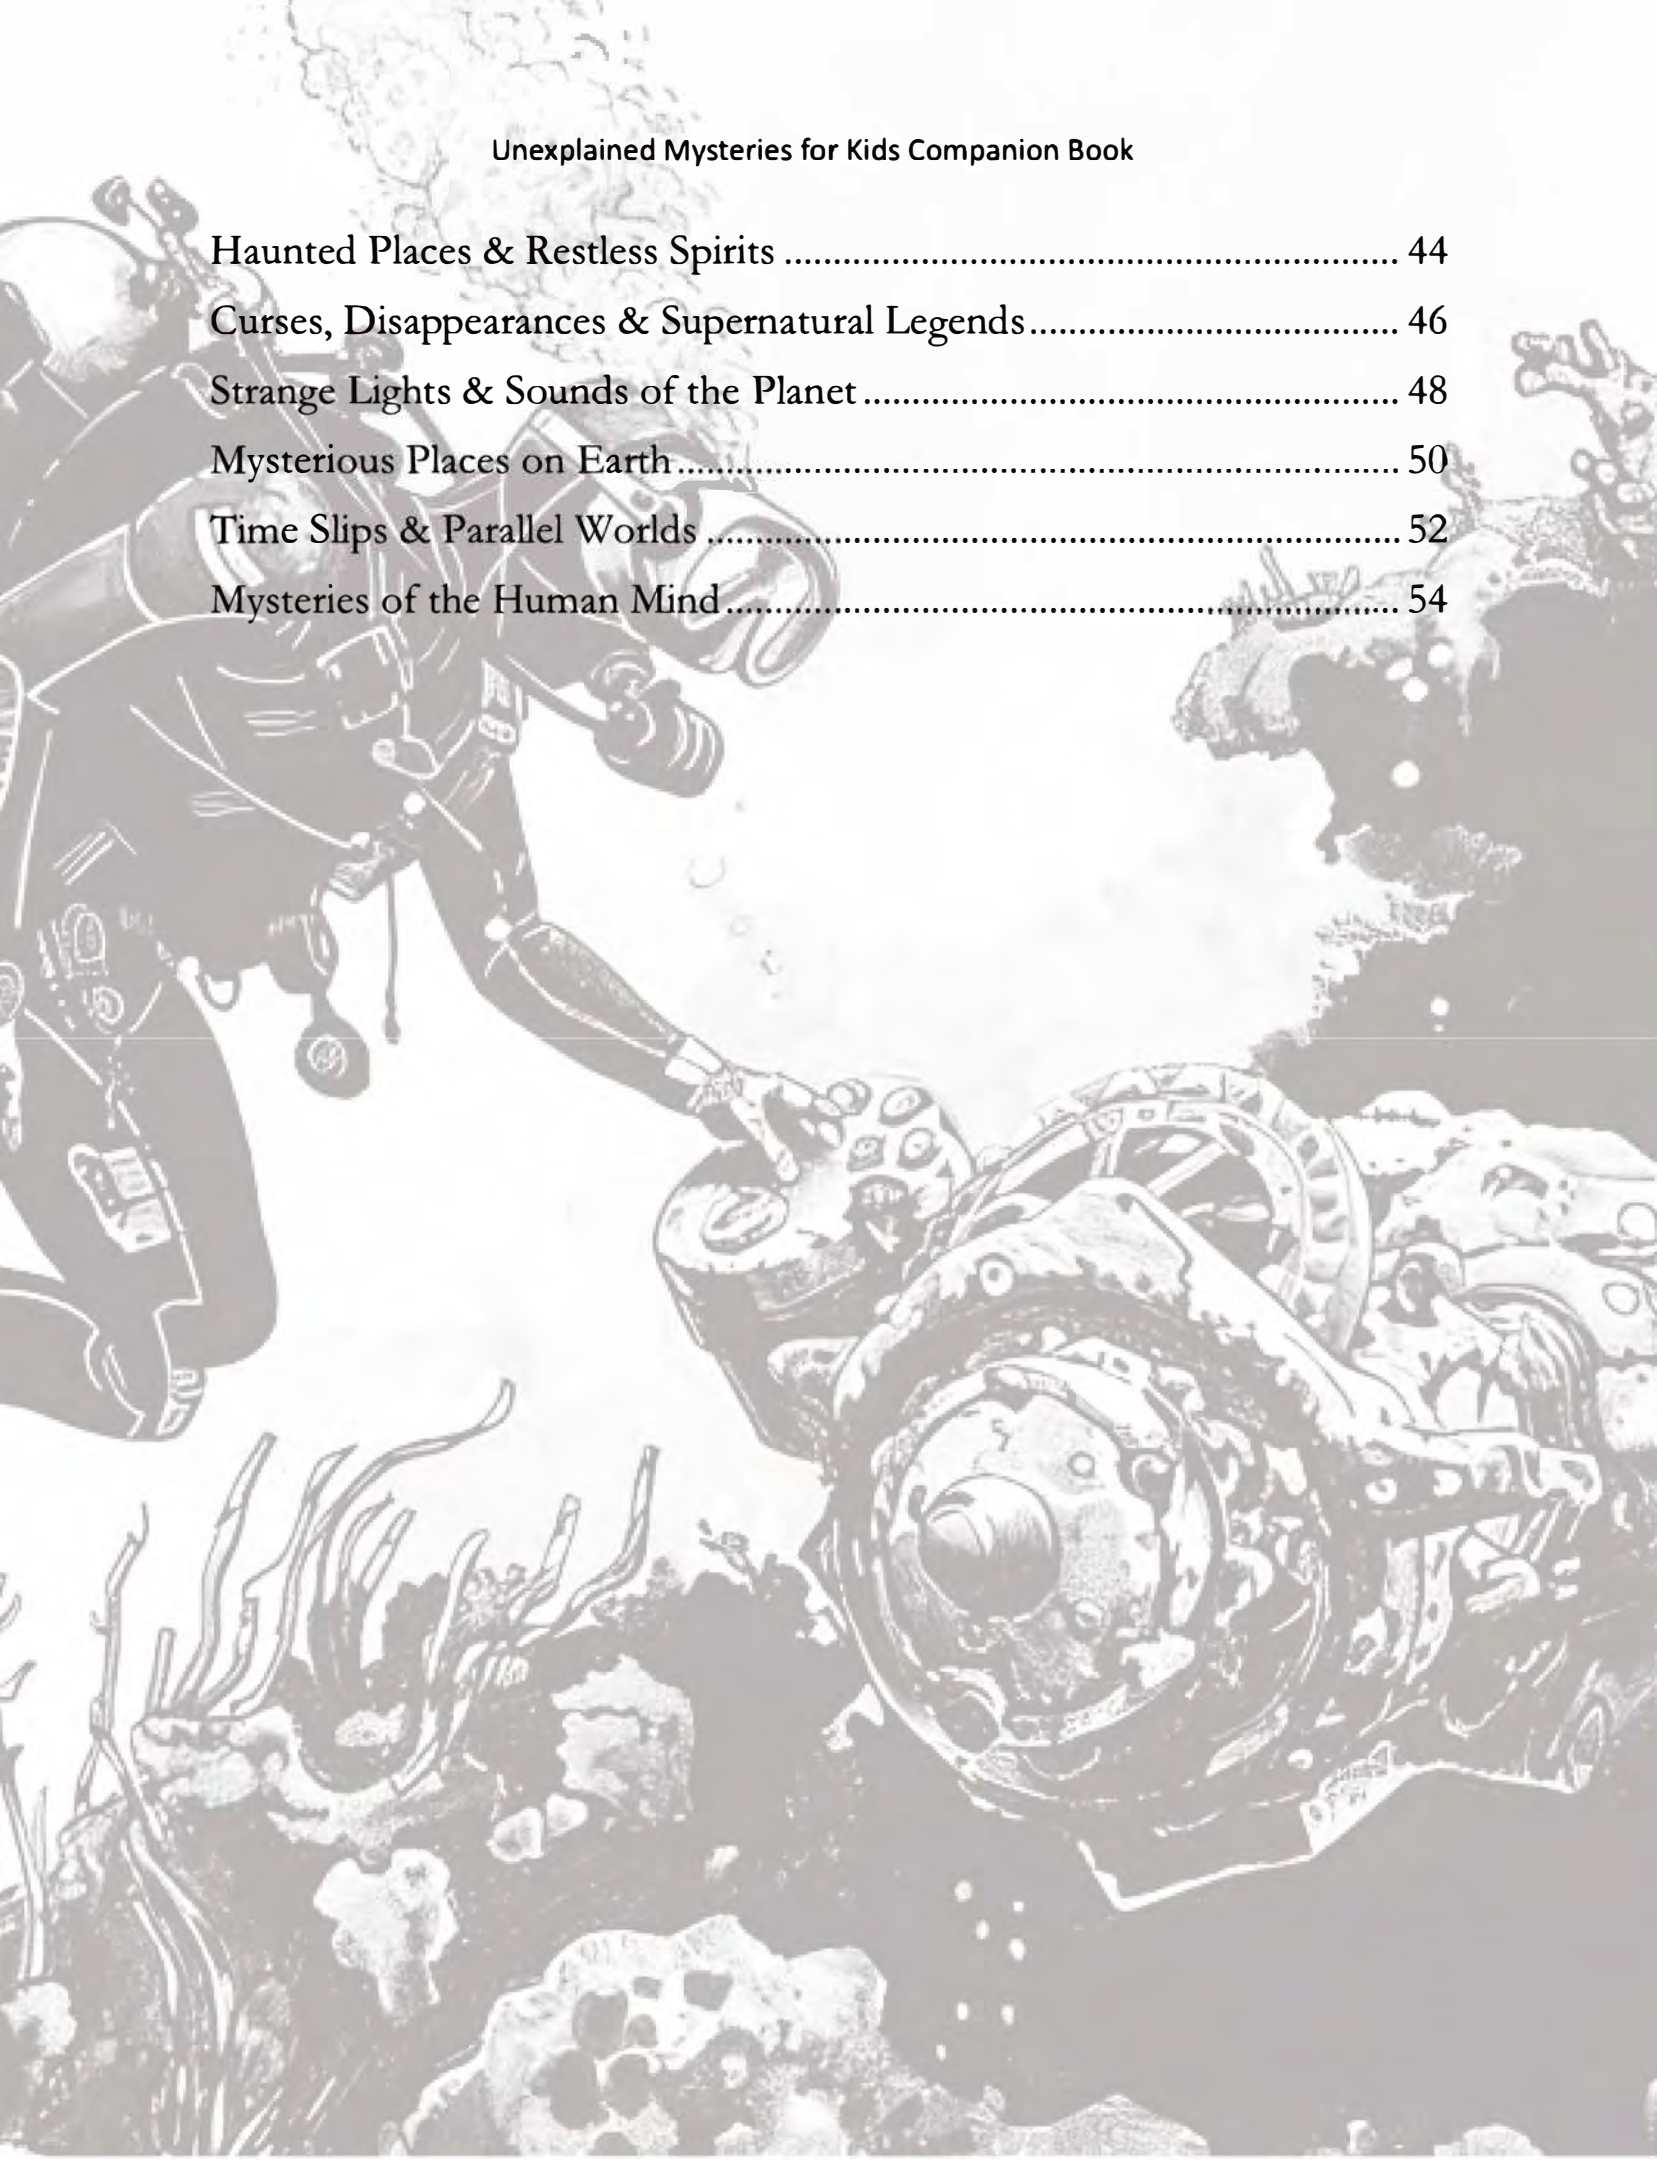 Unexplained Mysteries for Kids Companion Book
Haunted Places & Restless Spirits ................................................................ 44
Curses, Disappearances & Supernatural Legends...................................... 46
Strange Lights & Sounds of the Planet ....................................................... 48
Mysterious Places on Earth.......................................................................... 50
Time Slips & Parallel Worlds ....................................................................... 52
Mysteries of the Human Mind..................................................................... 54